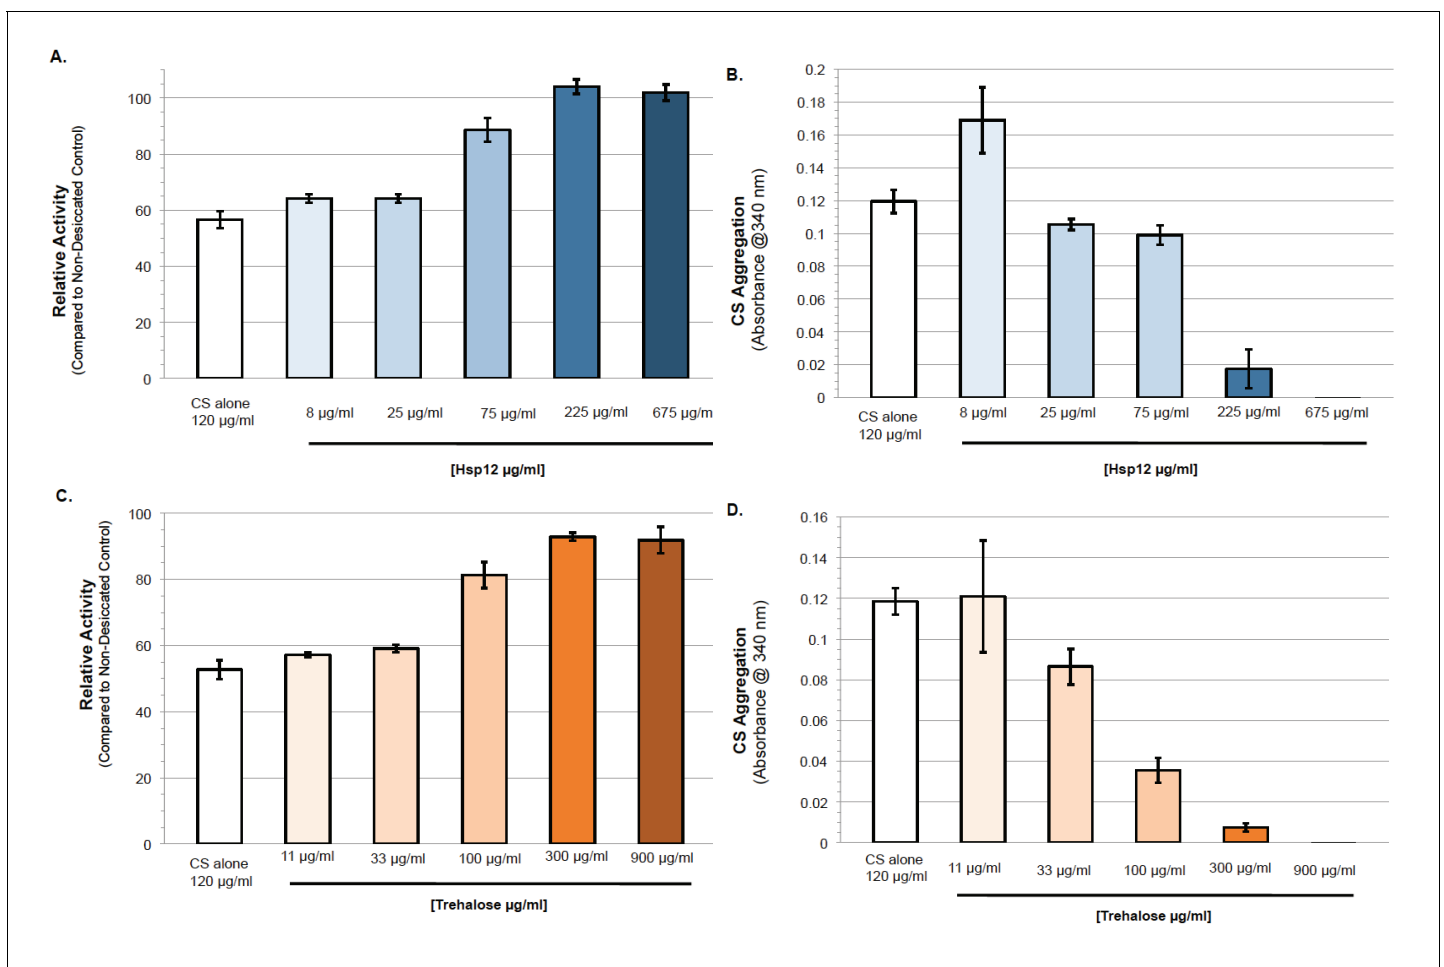 A.
Relative Activity
(Compared to Non-Desiccated Control)
100
80
60
40
20
0
CS alone
120 µg/ml
8 µg/ml
25 µg/ml
75 µg/ml
225 µg/ml
675 µg/m
[Hsp12 µg/ml]
B.
CS Aggregation
(Absorbance @340 nm)
0.2
0.18
0.16
0.14
0.12
0.1
0.08
0.06
0.04
0.02
0
CS alone
120 µg/ml
8 µg/ml
25 µg/ml
75 µg/ml
225 µg/ml
675 µg/ml
[Hsp12 µg/ml]
C.
Relative Activity
(Compared to Non-Desiccated Control)
100
80
60
40
20
0
CS alone
120 µg/ml
11 µg/ml
33 µg/ml
100 µg/ml
300 µg/ml
900 µg/ml
[Trehalose µg/ml]
D.
CS Aggregation
(Absorbance @ 340 nm)
0.16
0.14
0.12
0.1
0.08
0.06
0.04
0.02
0
CS alone
120 µg/ml
11 µg/ml
33 µg/ml
100 µg/ml
300 µg/ml
900 µg/ml
[Trehalose µg/ml]